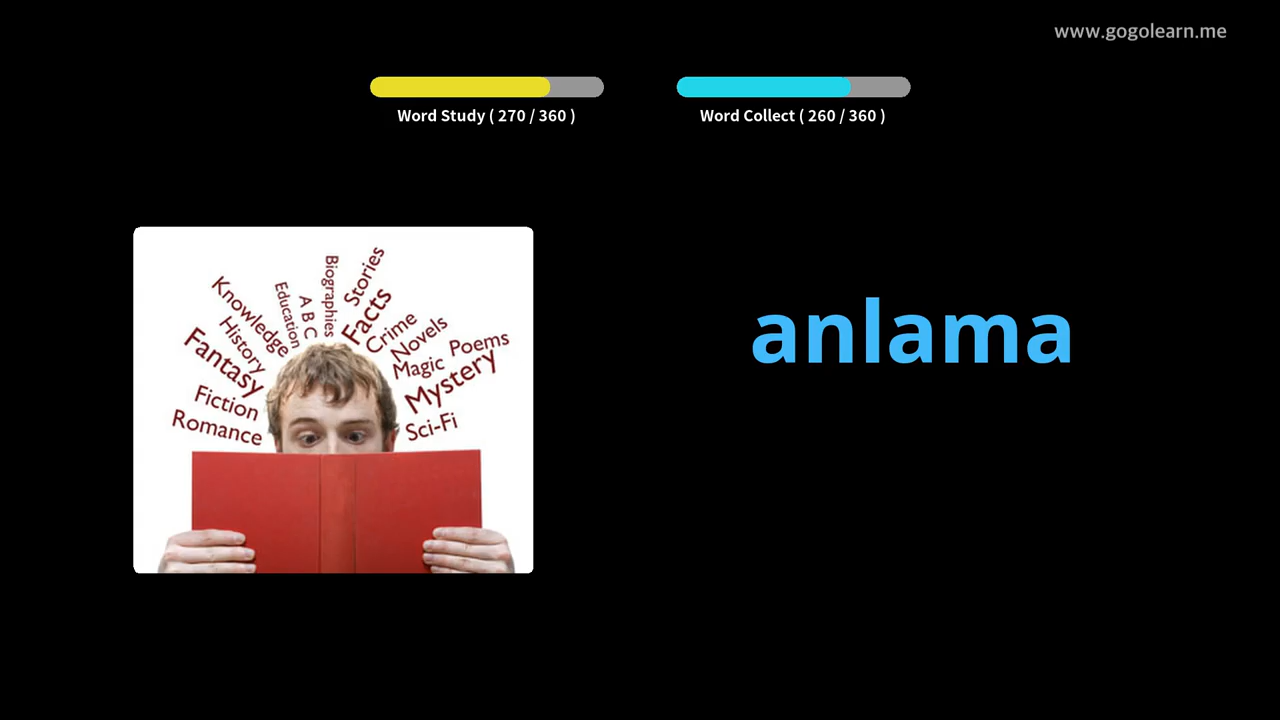 www.gogolearn.me
Word Study ( 270 / 360 )
Word Collect ( 260 / 360 )
anlama
Romance
Fiction
Fantasy
History
Knowledge
Education
A B C
Biographies
Stories
Facts
Crime
Novels
Magic
Poems
Mystery
Sci-Fi